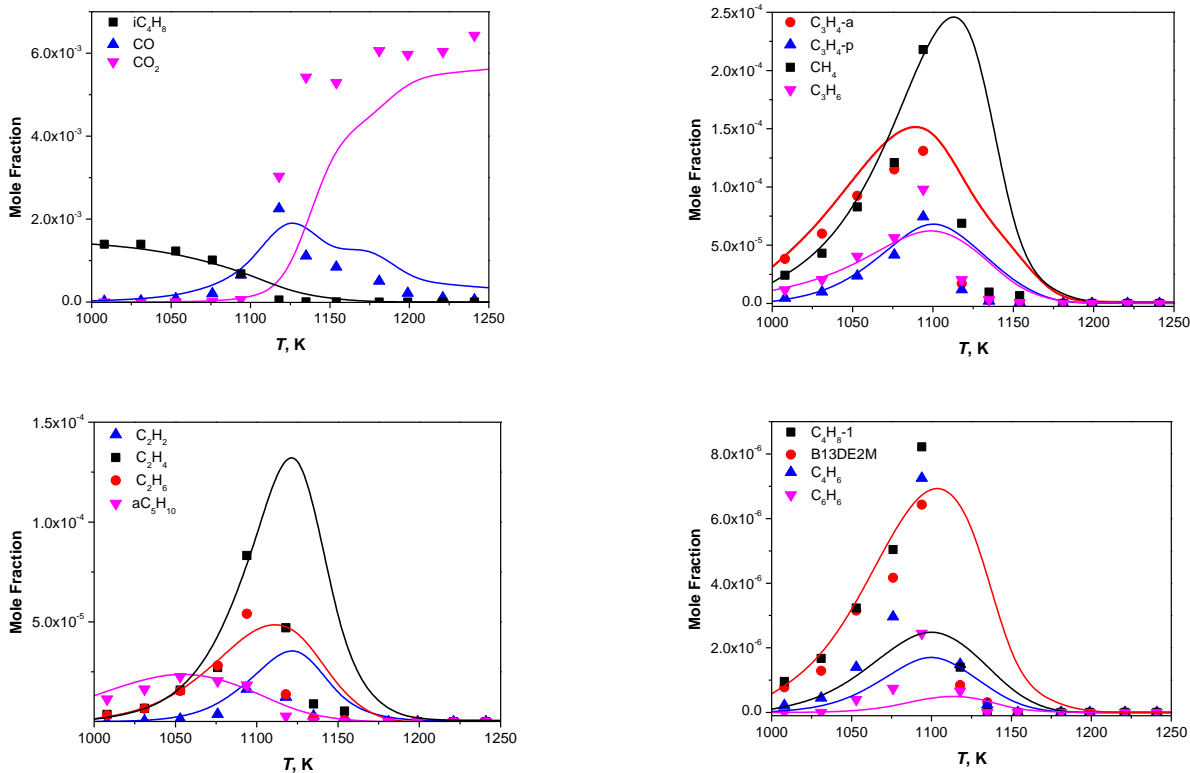 iC₄H₈
CO
CO₂
6.0x10⁻³
4.0x10⁻³
2.0x10⁻³
0.0
Mole Fraction
1000 1050 1100 1150 1200 1250
T, K
C₃H₄-a
C₃H₄-p
CH₄
C₃H₆
2.5x10⁻⁴
2.0x10⁻⁴
1.5x10⁻⁴
1.0x10⁻⁴
5.0x10⁻⁵
0.0
Mole Fraction
1000 1050 1100 1150 1200 1250
T, K
C₂H₂
C₂H₄
C₂H₆
aC₅H₁₀
1.5x10⁻⁴
1.0x10⁻⁴
5.0x10⁻⁵
Mole Fraction
1000 1050 1100 1150 1200 1250
T, K
C₄H₈-1
B13DE2M
C₄H₆
C₆H₆
8.0x10⁻⁶
6.0x10⁻⁶
4.0x10⁻⁶
2.0x10⁻⁶
0.0
Mole Fraction
1000 1050 1100 1150 1200 1250
T, K